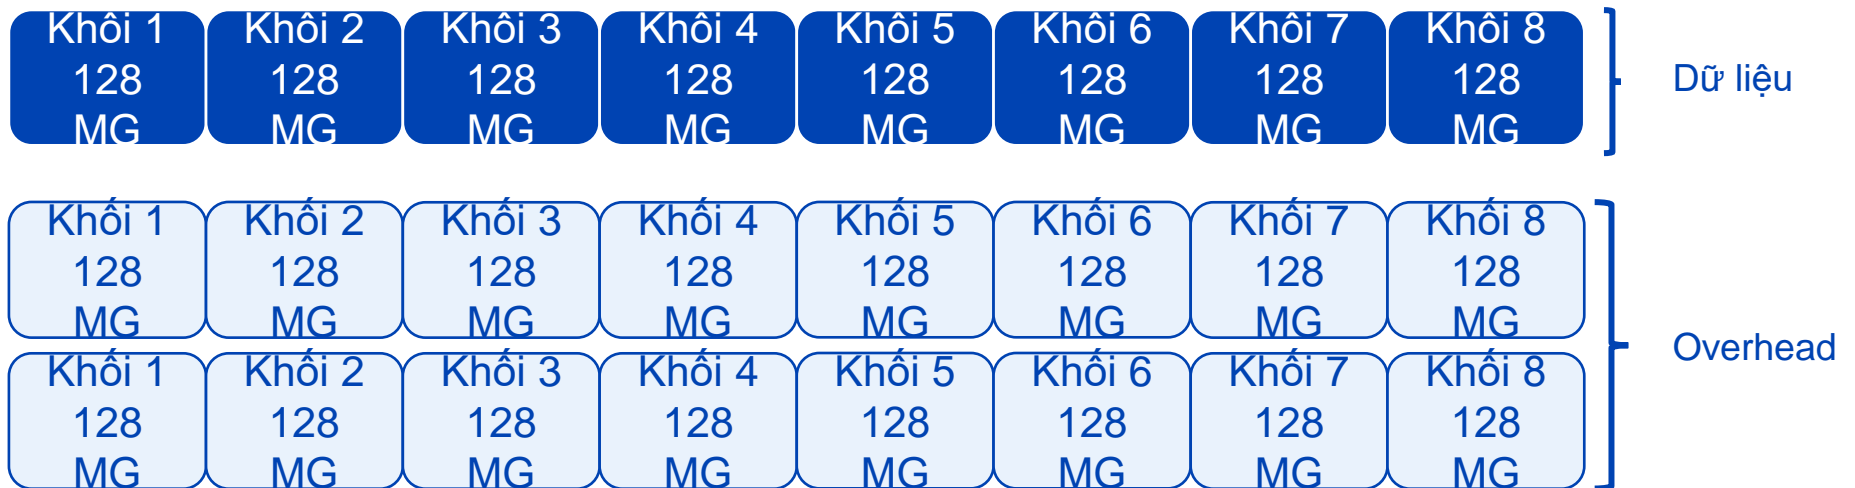 Khối 1 Khối 2 Khối 3 Khối 4 Khối 5 Khối 6 Khối 7 Khối 8
128 128 128 128 128 128 128 128 Dữ liệu
MG MG MG MG MG MG MG MG
Khối 1 Khối 2 Khối 3 Khối 4 Khối 5 Khối 6 Khối 7 Khối 8
128 128 128 128 128 128 128 128
MG MG MG MG MG MG MG MG
Overhead
Khối 1 Khối 2 Khối 3 Khối 4 Khối 5 Khối 6 Khối 7 Khối 8
128 128 128 128 128 128 128 128
MG MG MG MG MG MG MG MG